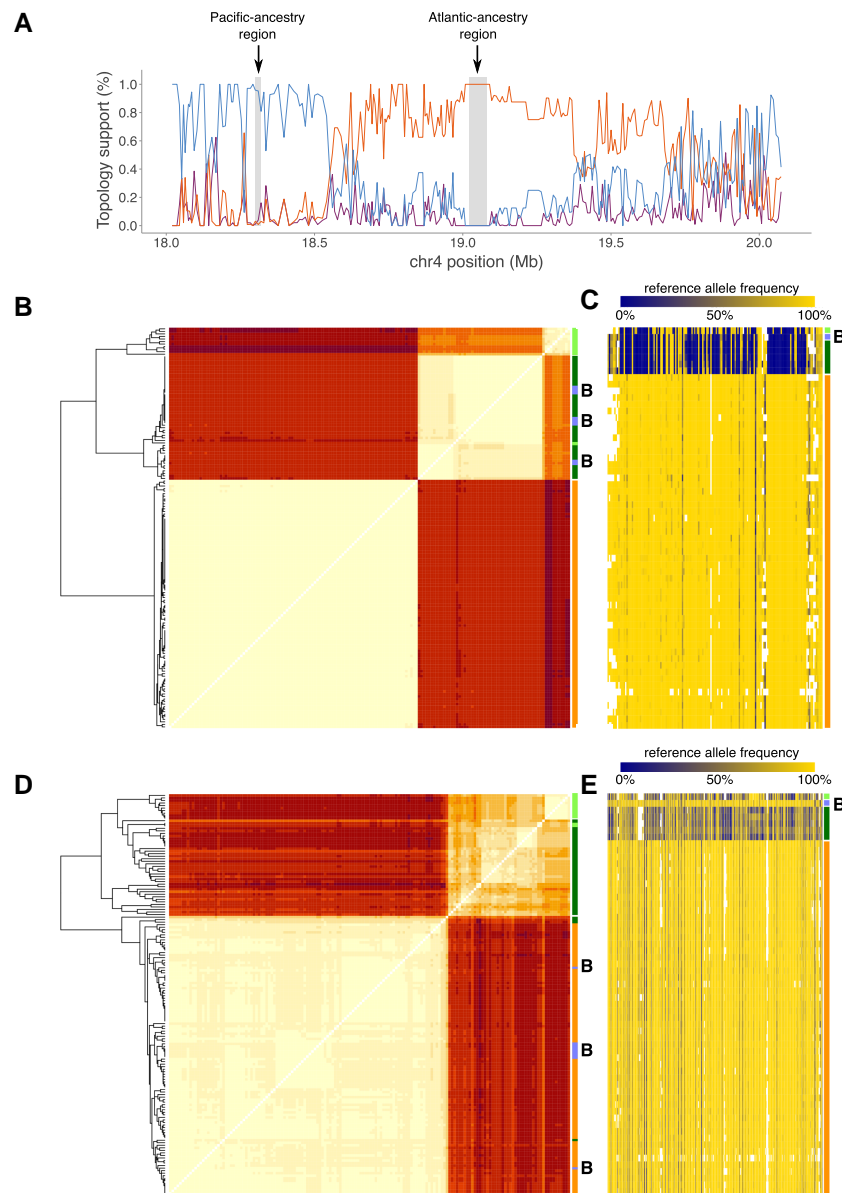 A
Pacific-ancestry
region
Atlantic-ancestry
region
Topology support (%)
1.0
0.8
0.6
0.4
0.2
0.0
18.0
18.5
19.0
19.5
20.0
chr4 position (Mb)
B
B
B
B
C
reference allele frequency
0%
50%
100%
B
D
B
B
B
E
reference allele frequency
0%
50%
100%
B